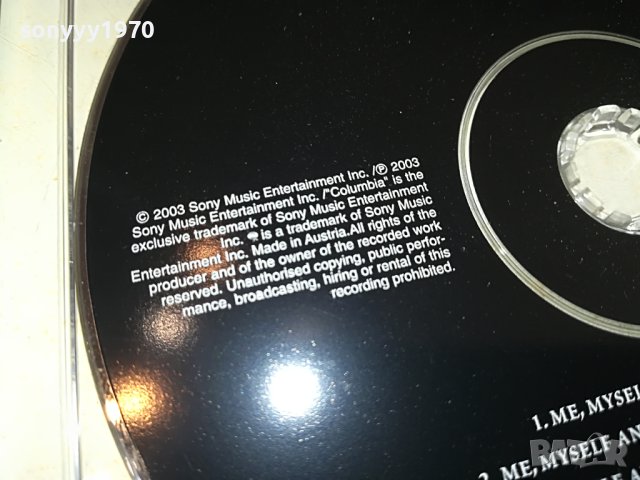 sonyyy1970
© 2003 Sony Music Entertainment Inc. /℗ 2003
Sony Music Entertainment Inc. /"Columbia" is the
exclusive trademark of Sony Music Entertainment
Inc. is a trademark of Sony Music
Entertainment Inc. Made in Austria.All rights of the
producer and of the owner of the recorded work
reserved. Unauthorised copying, public perfor-
mance, broadcasting, hiring or rental of this
recording prohibited.
1. ME, MYSEL
2. ME, MYSELF AN
BAZAR